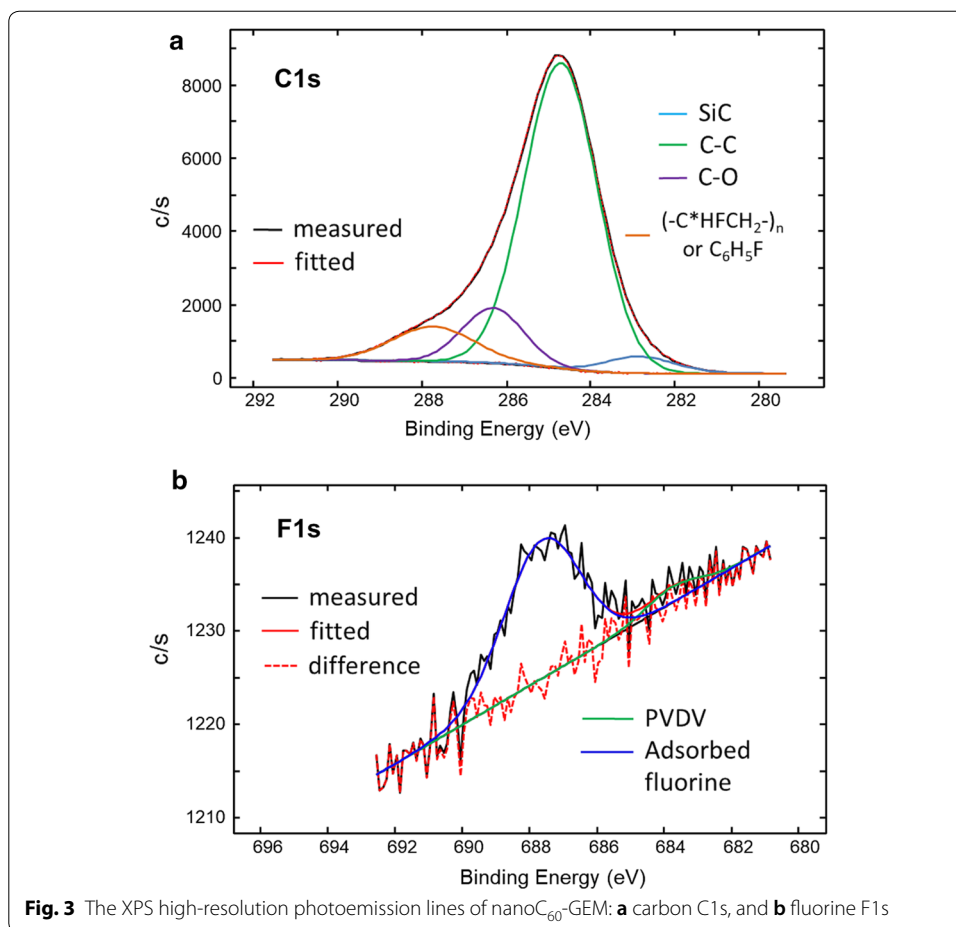 a
C1s
8000
6000
4000
2000
0
c/s
measured
fitted
SiC
C-C
C-O
(-C*HFCH₂-)ₙ
or C₆H₅F
292 290 288 286 284 282 280
Binding Energy (eV)
b
F1s
1240
1230
1220
1210
c/s
measured
fitted
difference
PVDV
Adsorbed
fluorine
696 694 692 690 688 686 684 682 680
Binding Energy (eV)
Fig. 3 The XPS high-resolution photoemission lines of nanoC₆₀-GEM: a carbon C1s, and b fluorine F1s